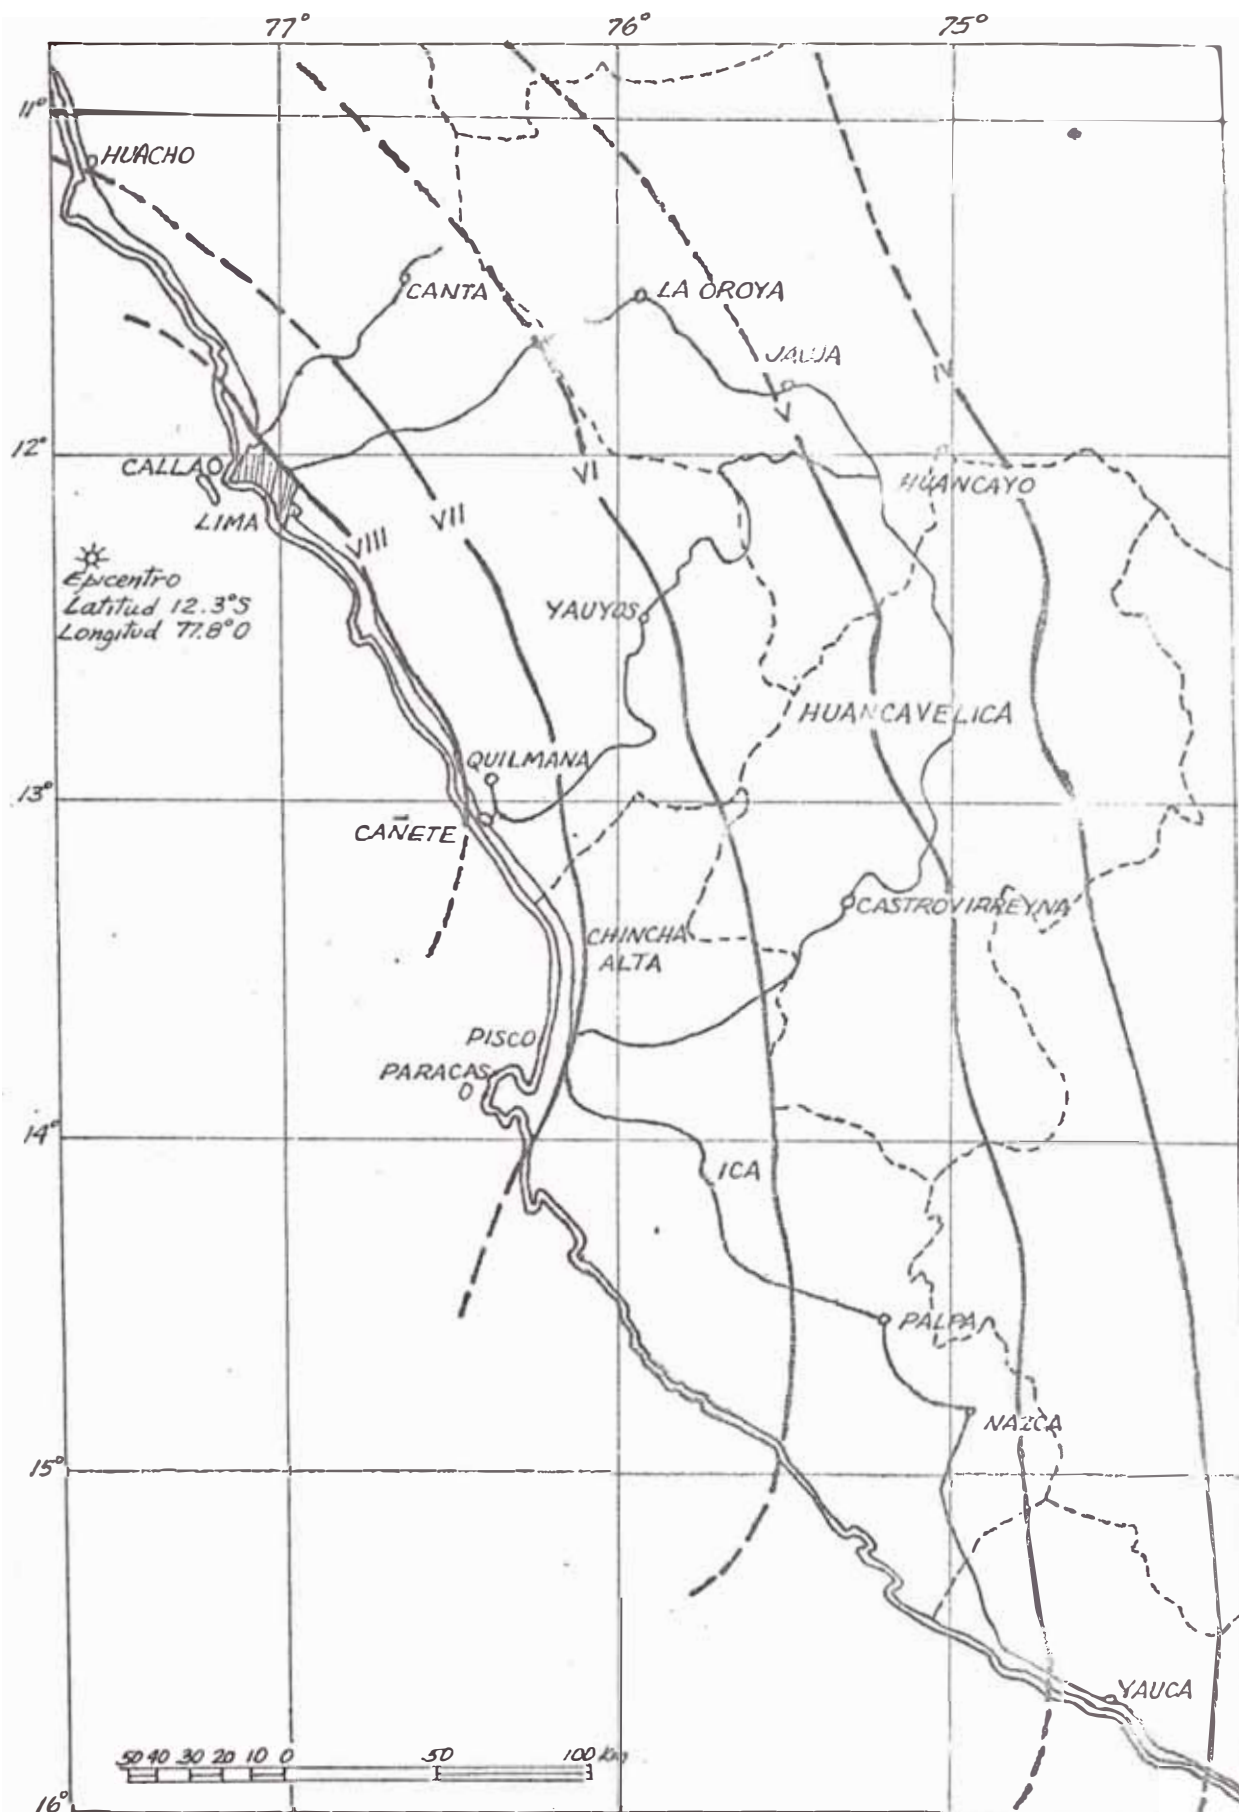 77° 76° 75°
11°
HUACHO
CANTA
LA OROYA
JAUJA
IV
V
12°
VI
CALLAO
HUANCAYO
LIMA
VII
VIII
Epicentro
Latitud 12.3°S
Longitud 77.8°O
YAUYOS
HUANCAVELICA
QUILMANA
13°
CAÑETE
CASTROVIRREYNA
CHINCHA
ALTA
PISCO
PARACAS
14°
ICA
PALPA
NAZCA
15°
YAUCA
50 40 30 20 10 0 50 100 Km
16°